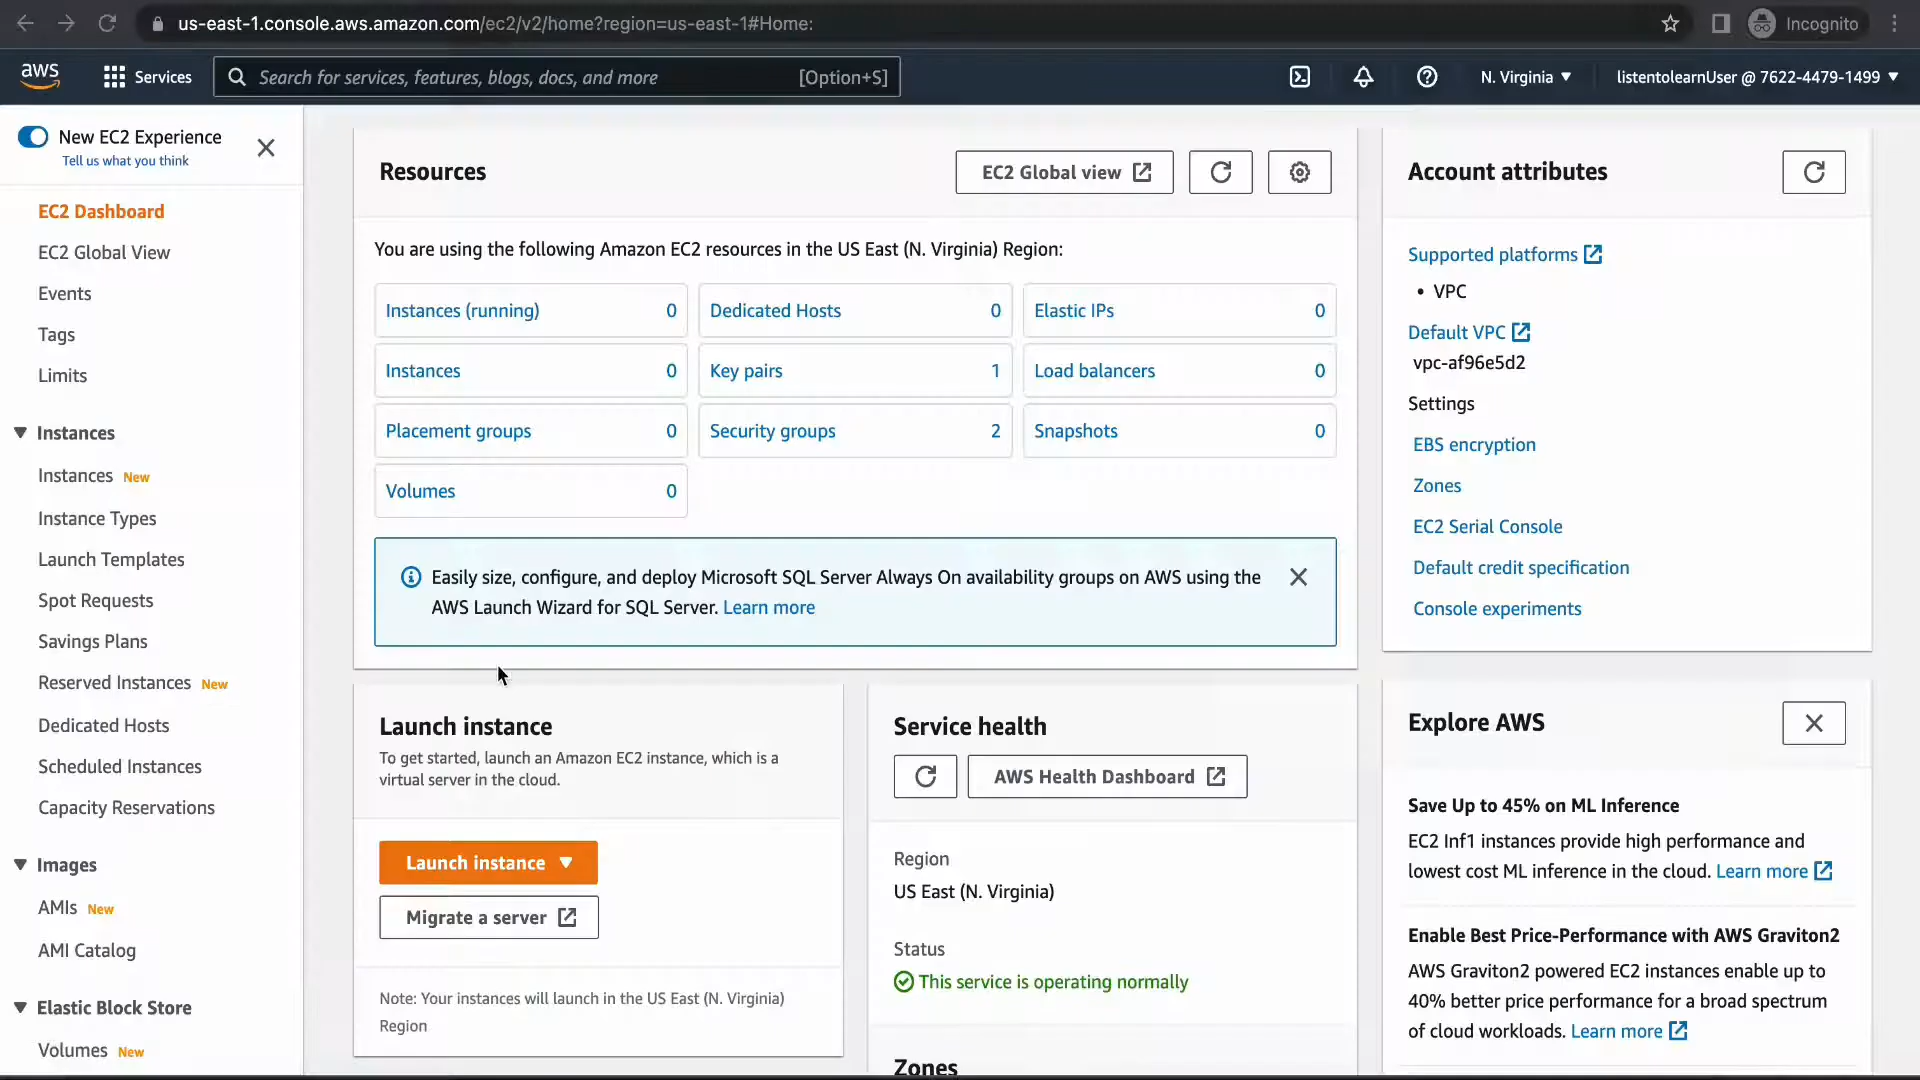 us-east-1.console.aws.amazon.com/ec2/v2/home?region=us-east-1#Home:
Incognito
aws
Services
Search for services, features, blogs, docs, and more
[Option+S]
N. Virginia ▼
listentolearnUser @ 7622-4479-1499 ▼
New EC2 Experience
Tell us what you think
EC2 Dashboard
EC2 Global View
Events
Tags
Limits
Instances
Instances New
Instance Types
Launch Templates
Spot Requests
Savings Plans
Reserved Instances New
Dedicated Hosts
Scheduled Instances
Capacity Reservations
Images
AMIs New
AMI Catalog
Elastic Block Store
Volumes New
Resources
EC2 Global view
You are using the following Amazon EC2 resources in the US East (N. Virginia) Region:
Instances (running) 0
Dedicated Hosts 0
Elastic IPs 0
Instances 0
Key pairs 1
Load balancers 0
Placement groups 0
Security groups 2
Snapshots 0
Volumes 0
Easily size, configure, and deploy Microsoft SQL Server Always On availability groups on AWS using the
AWS Launch Wizard for SQL Server. Learn more
Launch instance
To get started, launch an Amazon EC2 instance, which is a
virtual server in the cloud.
Launch instance ▼
Migrate a server
Note: Your instances will launch in the US East (N. Virginia)
Region
Service health
AWS Health Dashboard
Region
US East (N. Virginia)
Status
This service is operating normally
Zones
Account attributes
Supported platforms
• VPC
Default VPC
vpc-af96e5d2
Settings
EBS encryption
Zones
EC2 Serial Console
Default credit specification
Console experiments
Explore AWS
Save Up to 45% on ML Inference
EC2 Inf1 instances provide high performance and
lowest cost ML inference in the cloud. Learn more
Enable Best Price-Performance with AWS Graviton2
AWS Graviton2 powered EC2 instances enable up to
40% better price performance for a broad spectrum
of cloud workloads. Learn more